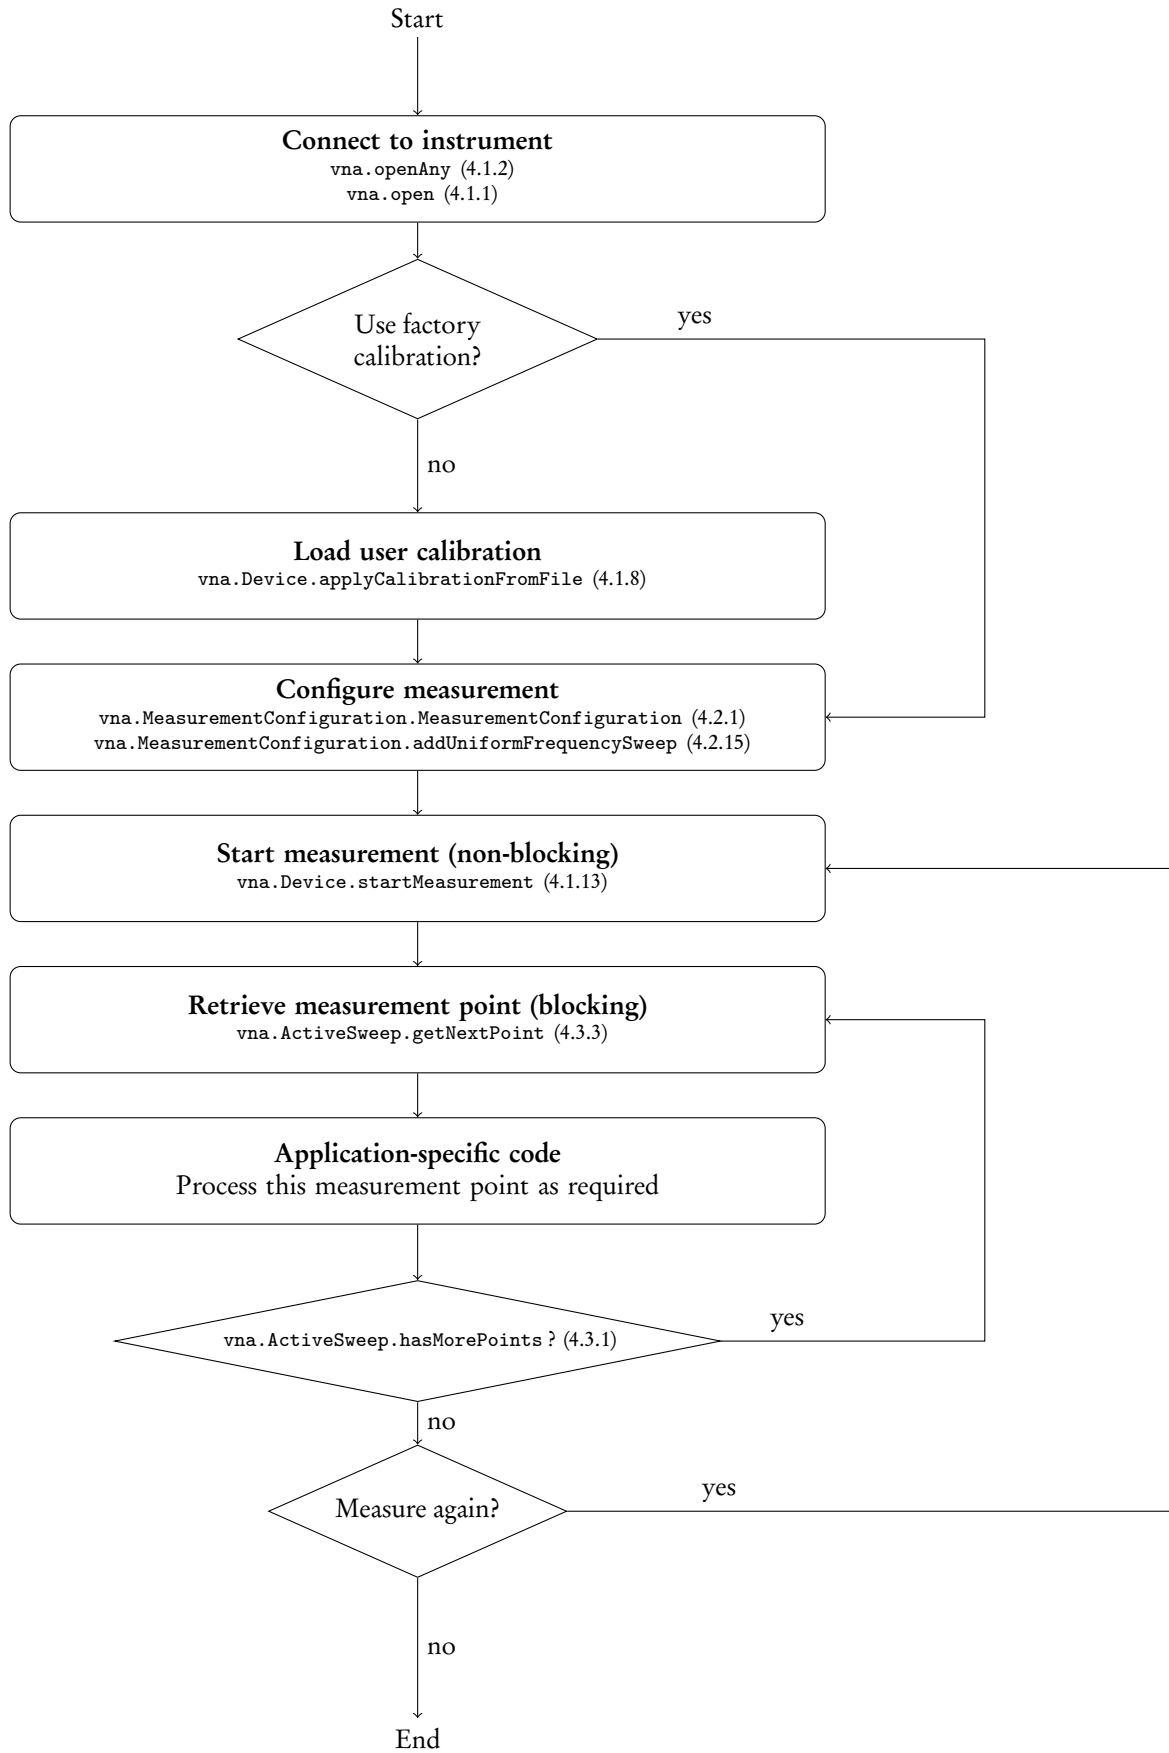 Start
Connect to instrument
vna.openAny (4.1.2)
vna.open (4.1.1)
Use factory
calibration?
yes
no
Load user calibration
vna.Device.applyCalibrationFromFile (4.1.8)
Configure measurement
vna.MeasurementConfiguration.MeasurementConfiguration (4.2.1)
vna.MeasurementConfiguration.addUniformFrequencySweep (4.2.15)
Start measurement (non-blocking)
vna.Device.startMeasurement (4.1.13)
Retrieve measurement point (blocking)
vna.ActiveSweep.getNextPoint (4.3.3)
Application-specific code
Process this measurement point as required
vna.ActiveSweep.hasMorePoints? (4.3.1)
yes
no
Measure again?
yes
no
End